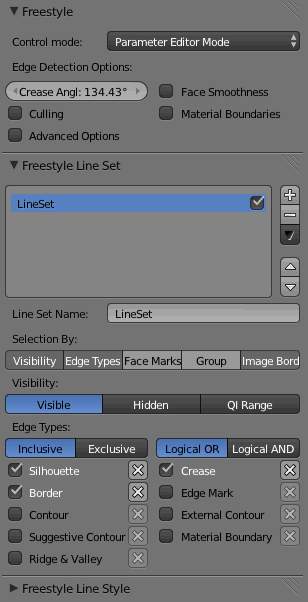 Freestyle
Control mode: Parameter Editor Mode
Edge Detection Options:
Crease Angl: 134.43° Face Smoothness
Culling Material Boundaries
Advanced Options
Freestyle Line Set
LineSet
Line Set Name: LineSet
Selection By:
Visibility Edge Types Face Marks Group Image Bord
Visibility:
Visible Hidden QI Range
Edge Types:
Inclusive Exclusive Logical OR Logical AND
Silhouette Crease
Border Edge Mark
Contour External Contour
Suggestive Contour Material Boundary
Ridge & Valley
Freestyle Line Style